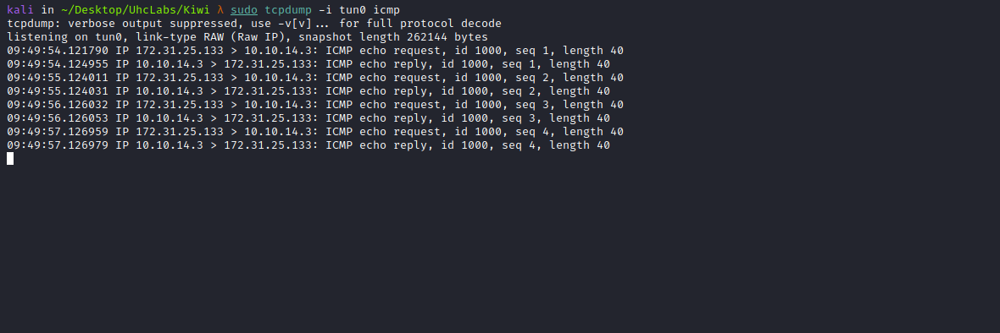 kali in ~/Desktop/UhcLabs/Kiwi λ sudo tcpdump -i tun0 icmp
tcpdump: verbose output suppressed, use -v[v]... for full protocol decode
listening on tun0, link-type RAW (Raw IP), snapshot length 262144 bytes
09:49:54.121790 IP 172.31.25.133 > 10.10.14.3: ICMP echo request, id 1000, seq 1, length 40
09:49:54.124955 IP 10.10.14.3 > 172.31.25.133: ICMP echo reply, id 1000, seq 1, length 40
09:49:55.124011 IP 172.31.25.133 > 10.10.14.3: ICMP echo request, id 1000, seq 2, length 40
09:49:55.124031 IP 10.10.14.3 > 172.31.25.133: ICMP echo reply, id 1000, seq 2, length 40
09:49:56.126032 IP 172.31.25.133 > 10.10.14.3: ICMP echo request, id 1000, seq 3, length 40
09:49:56.126053 IP 10.10.14.3 > 172.31.25.133: ICMP echo reply, id 1000, seq 3, length 40
09:49:57.126959 IP 172.31.25.133 > 10.10.14.3: ICMP echo request, id 1000, seq 4, length 40
09:49:57.126979 IP 10.10.14.3 > 172.31.25.133: ICMP echo reply, id 1000, seq 4, length 40